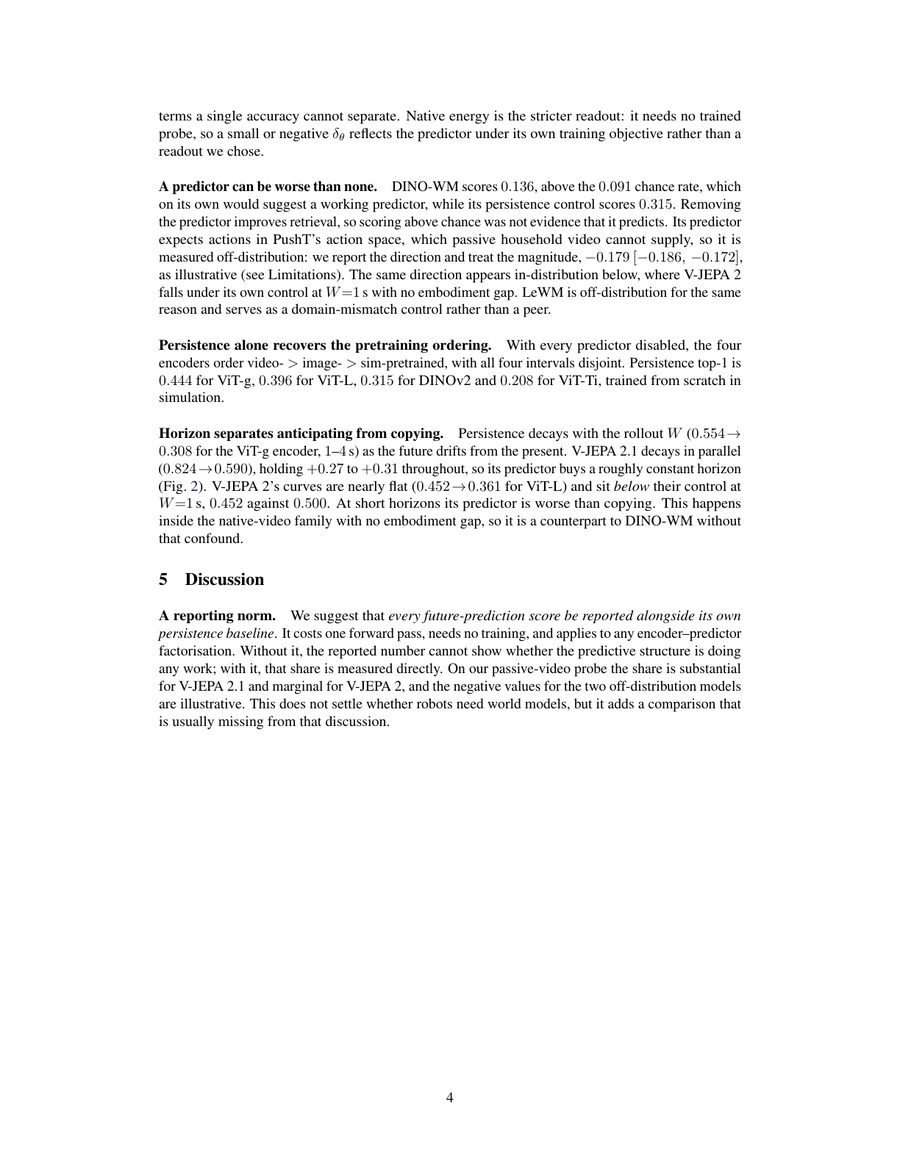 terms a single accuracy cannot separate. Native energy is the stricter readout: it needs no trained
probe, so a small or negative δθ reflects the predictor under its own training objective rather than a
readout we chose.
A predictor can be worse than none. DINO-WM scores 0.136, above the 0.091 chance rate, which
on its own would suggest a working predictor, while its persistence control scores 0.315. Removing
the predictor improves retrieval, so scoring above chance was not evidence that it predicts. Its predictor
expects actions in PushT's action space, which passive household video cannot supply, so it is
measured off-distribution: we report the direction and treat the magnitude, −0.179 [−0.186, −0.172],
as illustrative (see Limitations). The same direction appears in-distribution below, where V-JEPA 2
falls under its own control at W=1 s with no embodiment gap. LeWM is off-distribution for the same
reason and serves as a domain-mismatch control rather than a peer.
Persistence alone recovers the pretraining ordering. With every predictor disabled, the four
encoders order video- > image- > sim-pretrained, with all four intervals disjoint. Persistence top-1 is
0.444 for ViT-g, 0.396 for ViT-L, 0.315 for DINOv2 and 0.208 for ViT-Ti, trained from scratch in
simulation.
Horizon separates anticipating from copying. Persistence decays with the rollout W (0.554→
0.308 for the ViT-g encoder, 1–4 s) as the future drifts from the present. V-JEPA 2.1 decays in parallel
(0.824→0.590), holding +0.27 to +0.31 throughout, so its predictor buys a roughly constant horizon
(Fig. 2). V-JEPA 2's curves are nearly flat (0.452→0.361 for ViT-L) and sit below their control at
W=1 s, 0.452 against 0.500. At short horizons its predictor is worse than copying. This happens
inside the native-video family with no embodiment gap, so it is a counterpart to DINO-WM without
that confound.
5 Discussion
A reporting norm. We suggest that every future-prediction score be reported alongside its own
persistence baseline. It costs one forward pass, needs no training, and applies to any encoder–predictor
factorisation. Without it, the reported number cannot show whether the predictive structure is doing
any work; with it, that share is measured directly. On our passive-video probe the share is substantial
for V-JEPA 2.1 and marginal for V-JEPA 2, and the negative values for the two off-distribution models
are illustrative. This does not settle whether robots need world models, but it adds a comparison that
is usually missing from that discussion.
4